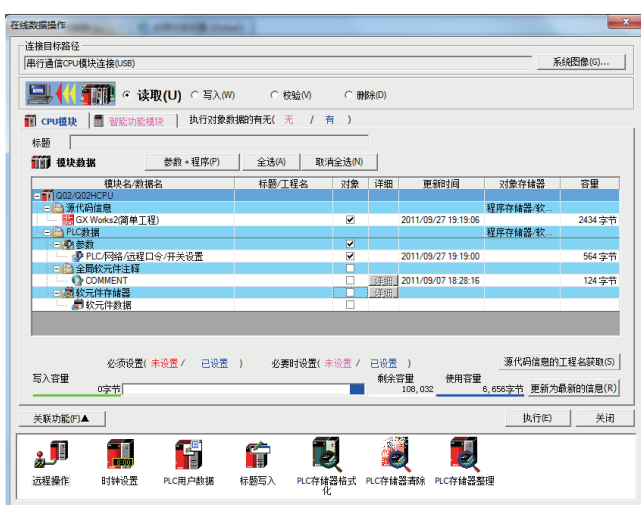 在线数据操作
连接目标路径
串行通信CPU模块连接(USB)
系统图像(G)...
读取(U) 写入(W) 校验(V) 删除(D)
CPU模块 智能功能模块 执行对象数据的有无( 无 / 有 )
标题
模块数据 参数+程序(P) 全选(A) 取消全选(N)
模块名/数据名 标题/工程名 对象 详细 更新时间 对象存储器 容量
Q02/Q02HCPU
源代码信息 程序存储器/软...
GX Works2(简单工程) 2011/09/27 19:19:06 2434 字节
PLC数据 程序存储器/软...
参数
PLC/网络/远程口令/开关设置 2011/09/27 19:19:00 564 字节
全局软元件注释
COMMENT 详细 2011/09/07 18:28:16 124 字节
软元件存储器 详细
软元件数据
必须设置( 未设置 / 已设置 ) 必要时设置( 未设置 / 已设置 ) 源代码信息的工程名获取(S)
写入容量 剩余容量 使用容量
0字节 108,032 6,656字节 更新为最新的信息(R)
关联功能(F)▲ 执行(E) 关闭
远程操作 时钟设置 PLC用户数据 标题写入 PLC存储器格式化 PLC存储器清除 PLC存储器整理